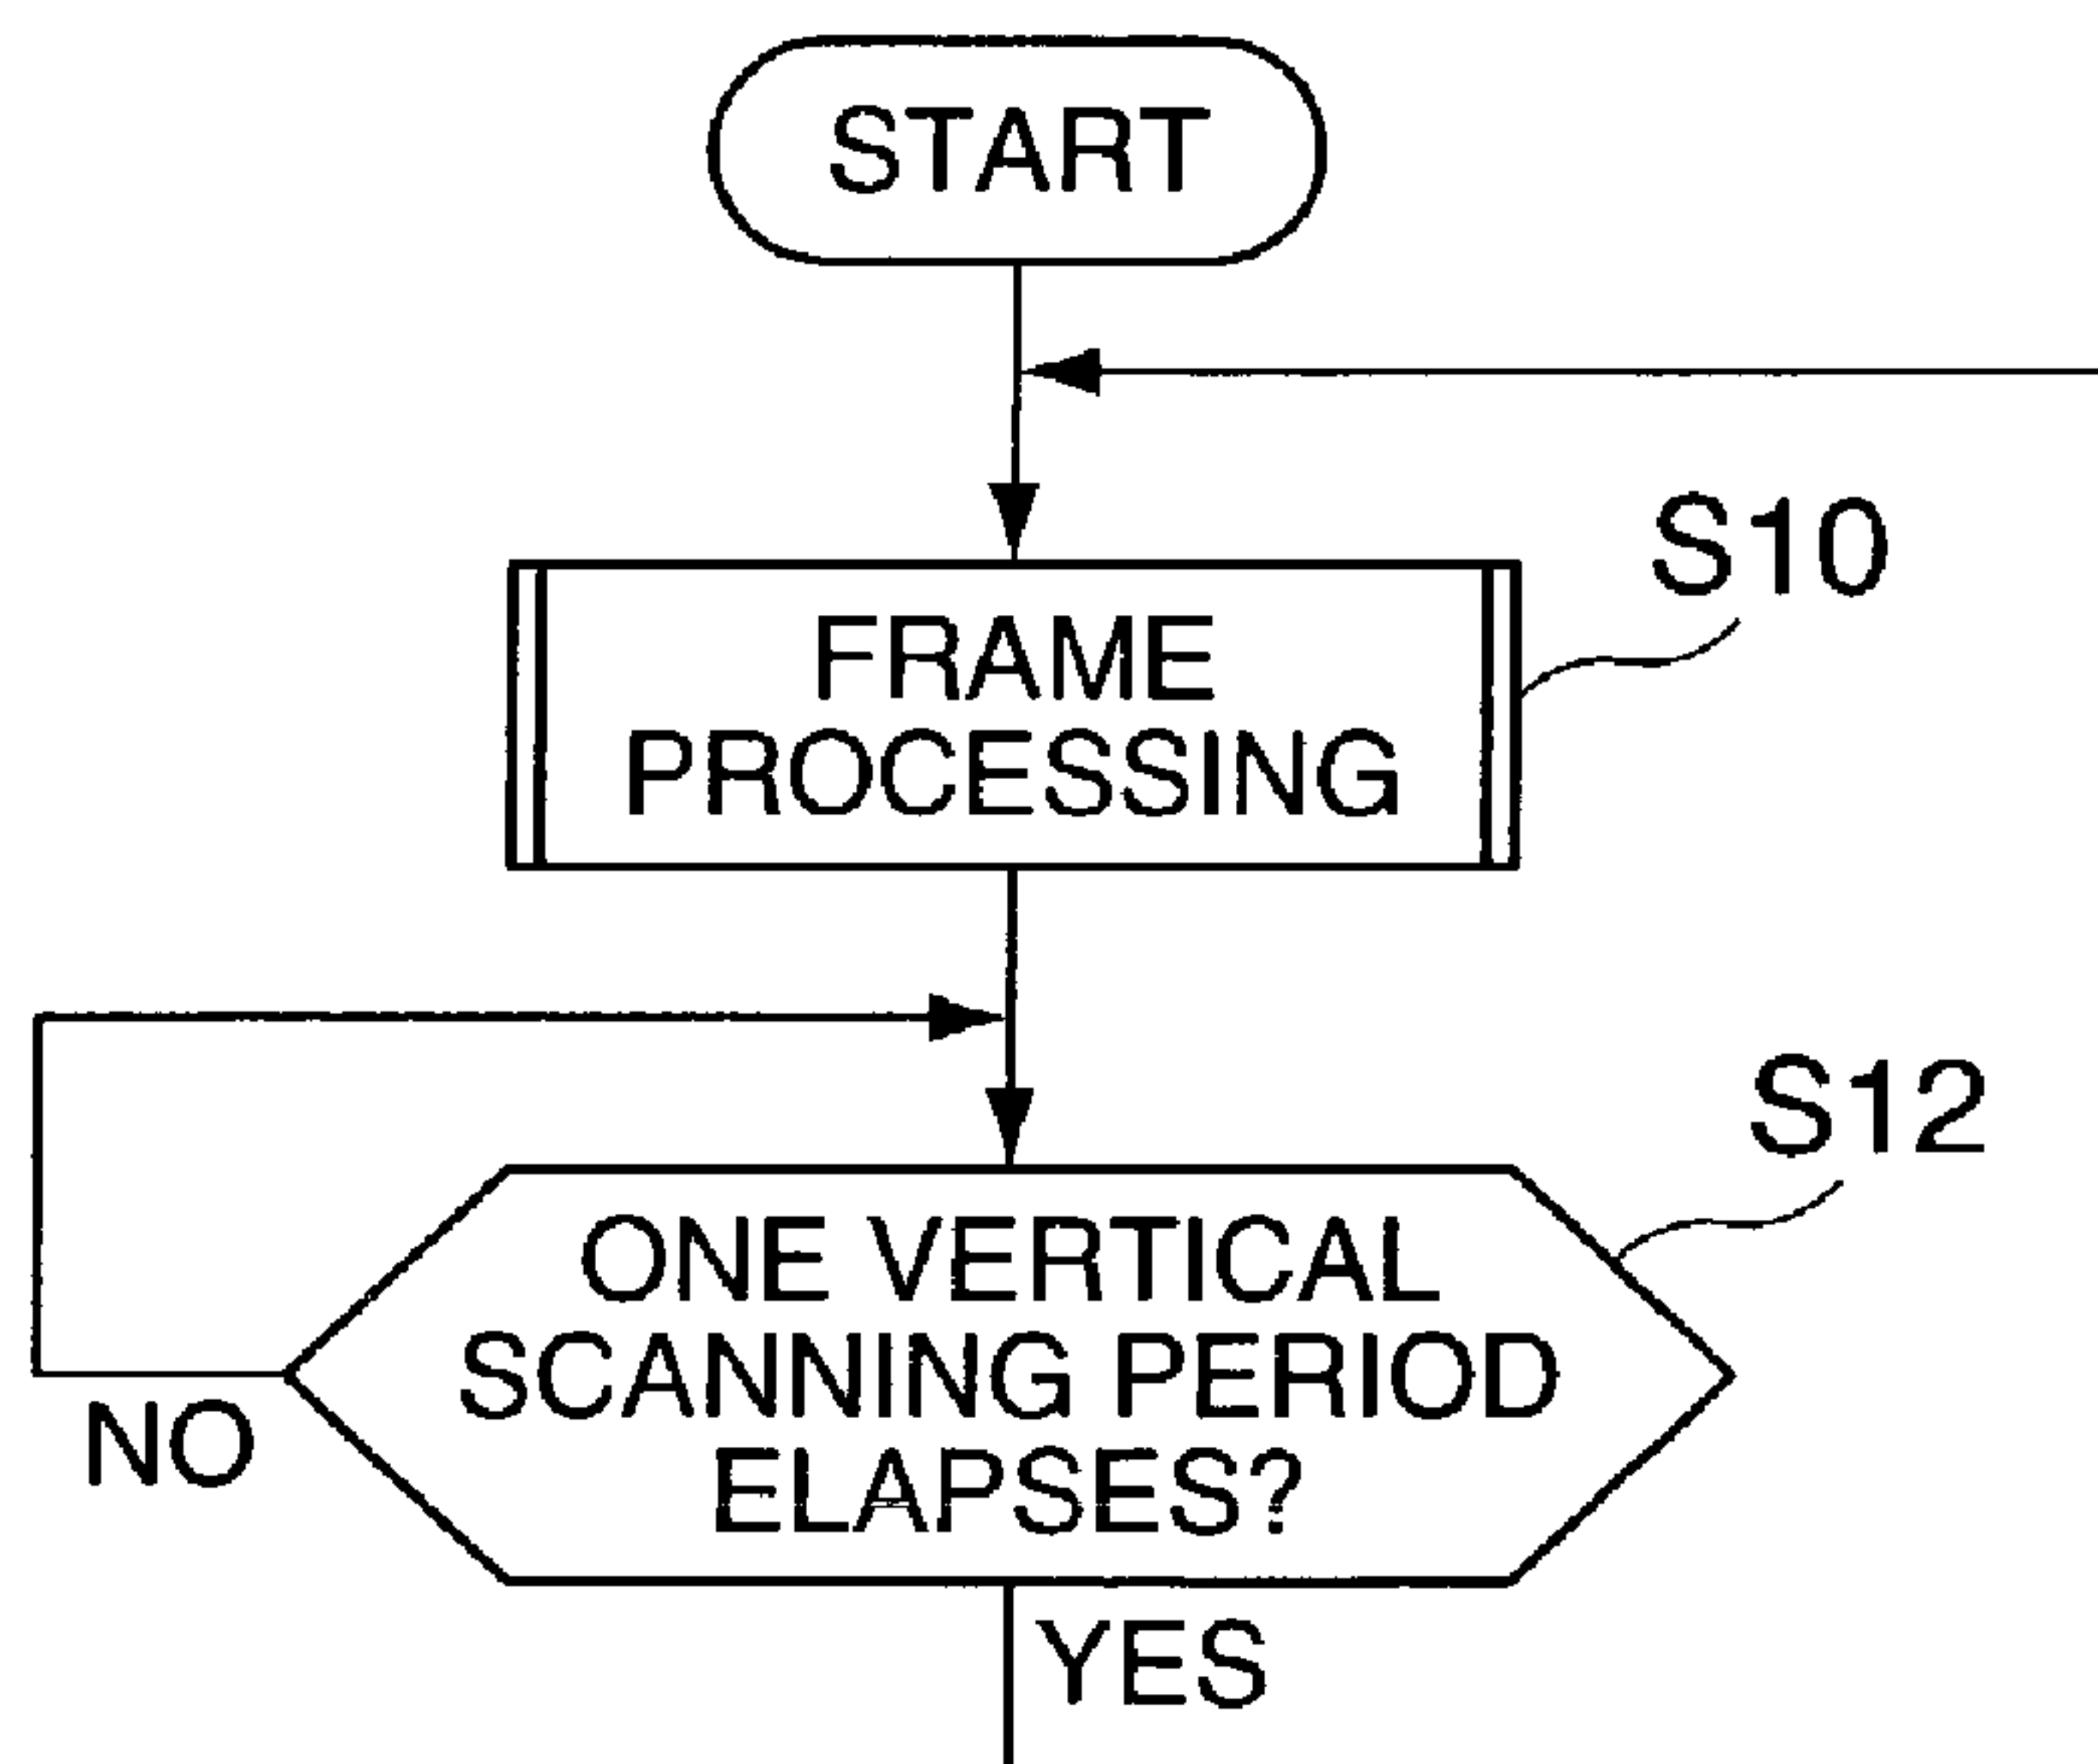 START
S10
FRAME
PROCESSING
S12
ONE VERTICAL
SCANNING PERIOD
ELAPSES?
NO
YES